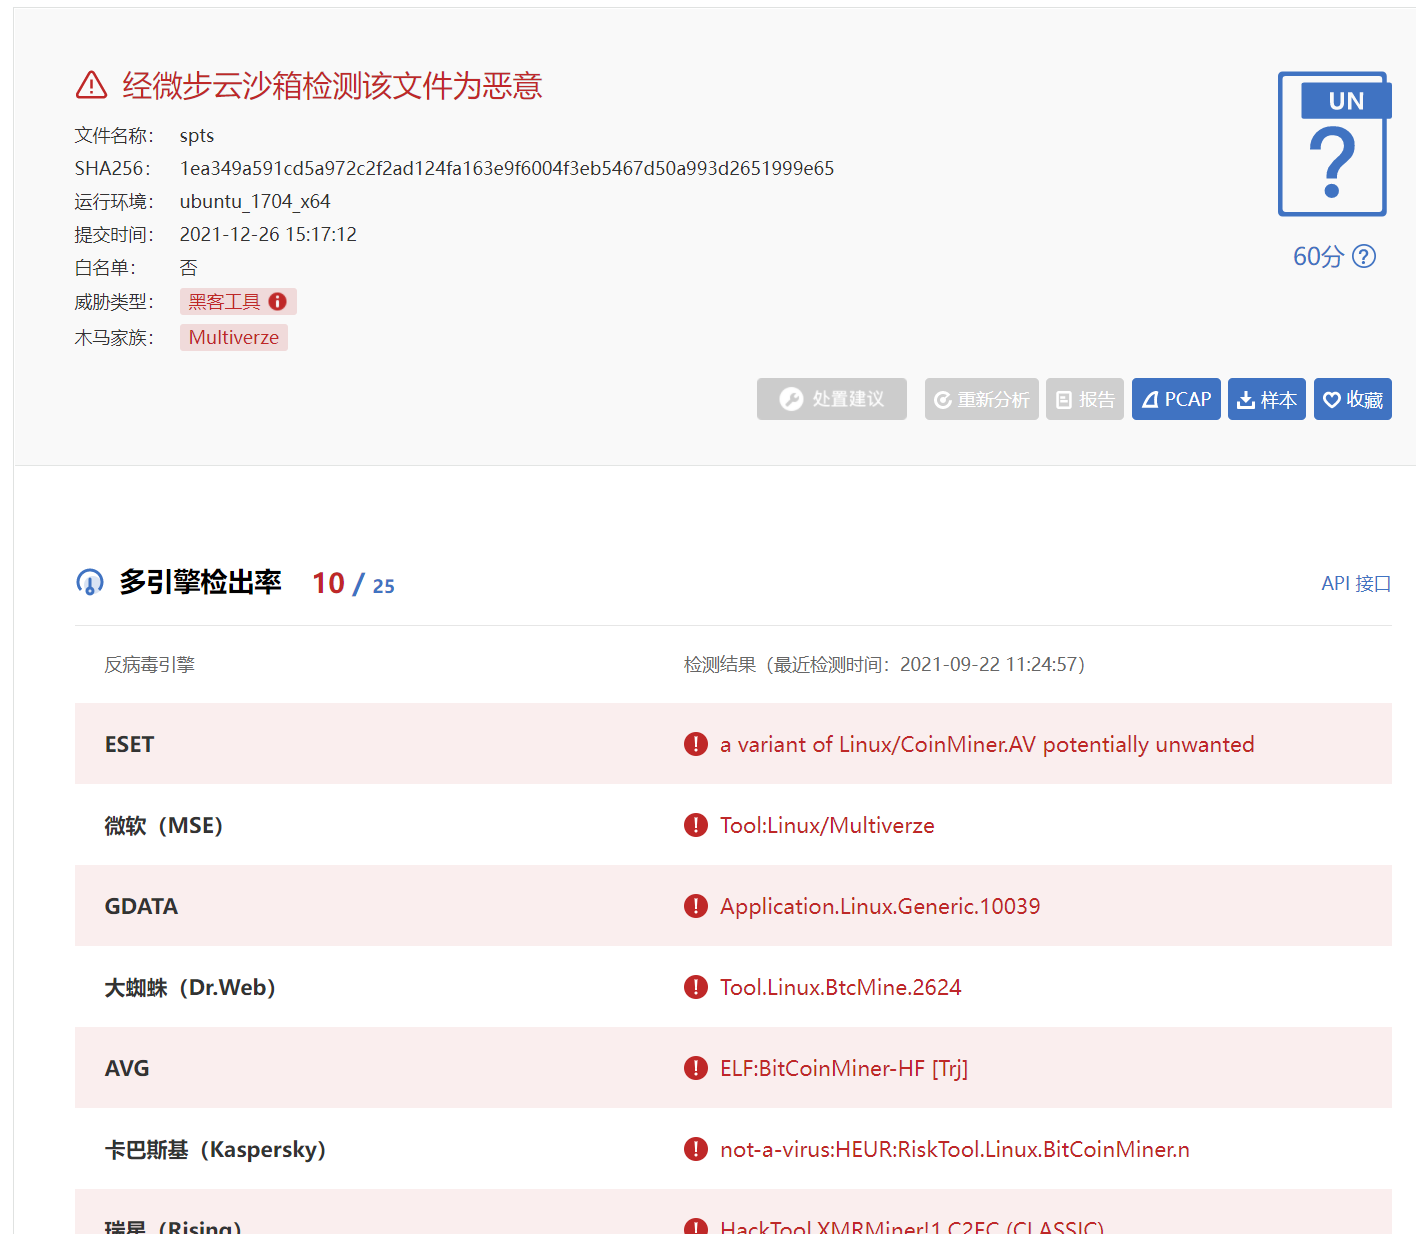 经微步云沙箱检测该文件为恶意
文件名称： spts
SHA256： 1ea349a591cd5a972c2f2ad124fa163e9f6004f3eb5467d50a993d2651999e65
运行环境： ubuntu_1704_x64
提交时间： 2021-12-26 15:17:12
白名单： 否
威胁类型： 黑客工具
木马家族： Multiverze
UN
?
60分
处置建议 重新分析 报告 PCAP 样本 收藏
多引擎检出率 10 / 25
API 接口
反病毒引擎 检测结果（最近检测时间：2021-09-22 11:24:57）
ESET a variant of Linux/CoinMiner.AV potentially unwanted
微软（MSE） Tool:Linux/Multiverze
GDATA Application.Linux.Generic.10039
大蜘蛛（Dr.Web） Tool.Linux.BtcMine.2624
AVG ELF:BitCoinMiner-HF [Trj]
卡巴斯基（Kaspersky） not-a-virus:HEUR:RiskTool.Linux.BitCoinMiner.n
瑞星（Rising） HackTool.XMRMiner!1.C2EC (CLASSIC)